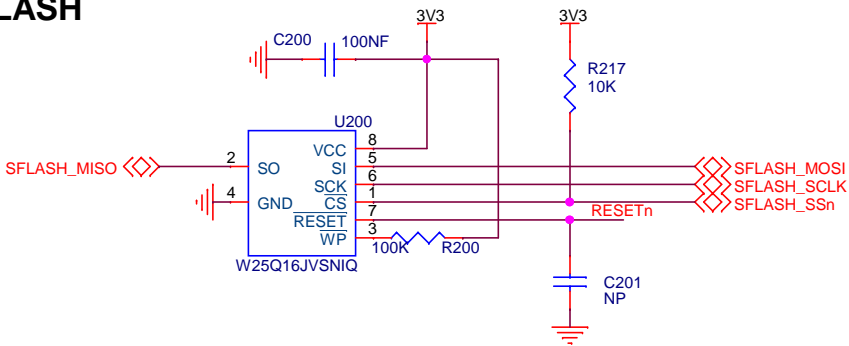 LASH
3V3
3V3
C200
100NF
R217
10K
U200
SFLASH_MISO
2
SO
VCC
8
SI
5
SFLASH_MOSI
SCK
6
SFLASH_SCLK
4
GND
CS
1
SFLASH_SSn
RESET
7
RESETn
WP
3
100K
R200
W25Q16JVSNIQ
C201
NP